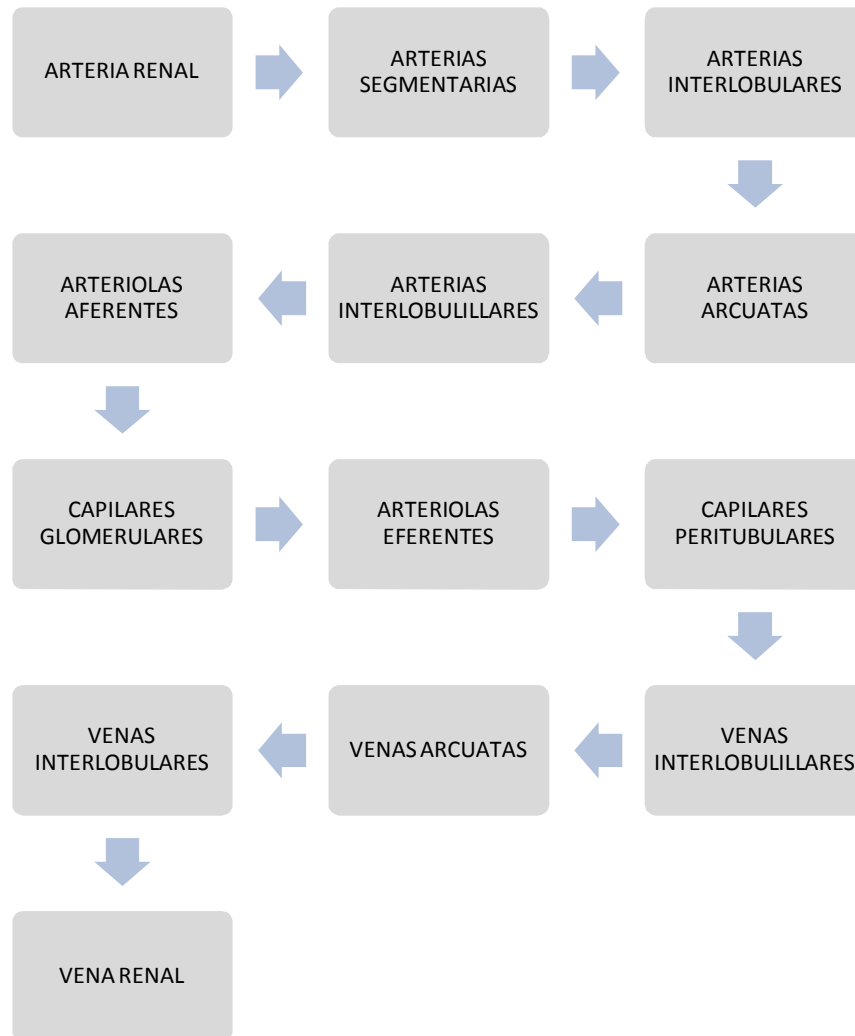 ARTERIA RENAL
ARTERIAS
SEGMENTARIAS
ARTERIAS
INTERLOBULARES
ARTERIAS
ARCUATAS
ARTERIAS
INTERLOBULILLARES
ARTERIOLAS
AFERENTES
CAPILARES
GLOMERULARES
ARTERIOLAS
EFERENTES
CAPILARES
PERITUBULARES
VENAS
INTERLOBULILLARES
VENAS ARCUATAS
VENAS
INTERLOBULARES
VENA RENAL